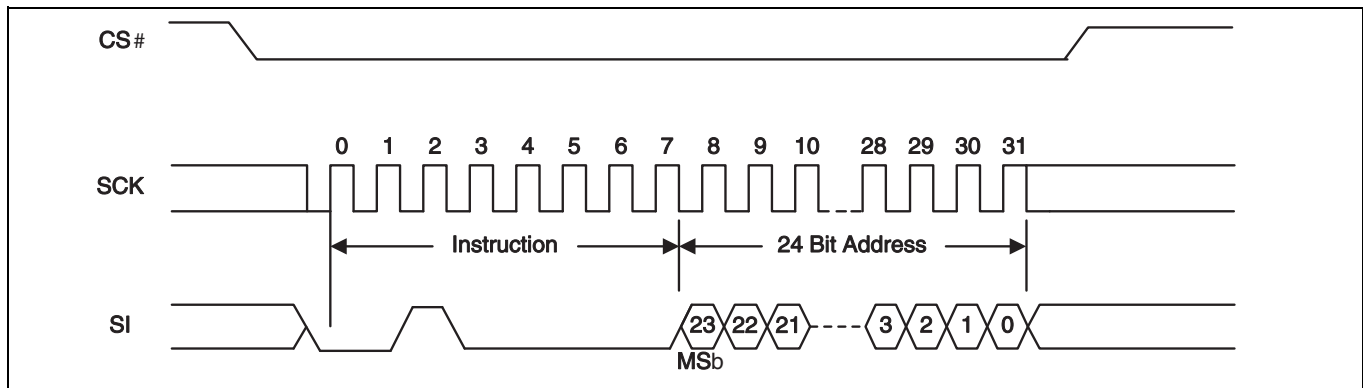 CS#
0 1 2 3 4 5 6 7 8 9 10 28 29 30 31
SCK
Instruction 24 Bit Address
SI 23 22 21 3 2 1 0
MSb